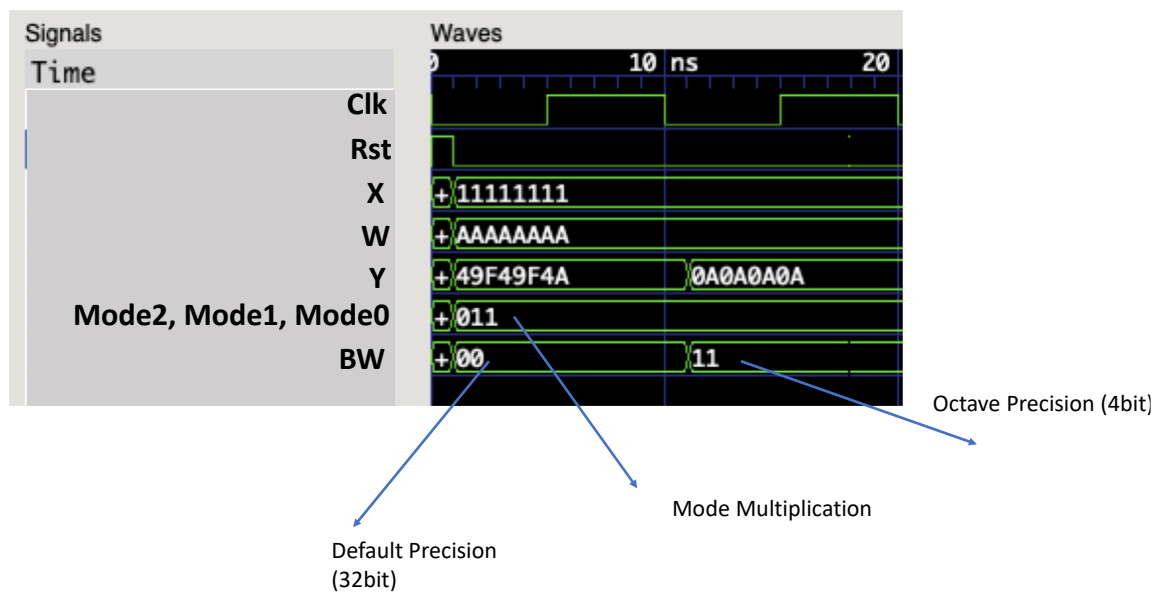 Signals
Waves
Time
0 10 ns 20
Clk
Rst
X
+ 11111111
W
+ AAAAAAAA
Y
+ 49F49F4A 0A0A0A0A
Mode2, Mode1, Mode0
+ 011
BW
+ 00 11
Octave Precision (4bit)
Mode Multiplication
Default Precision
(32bit)